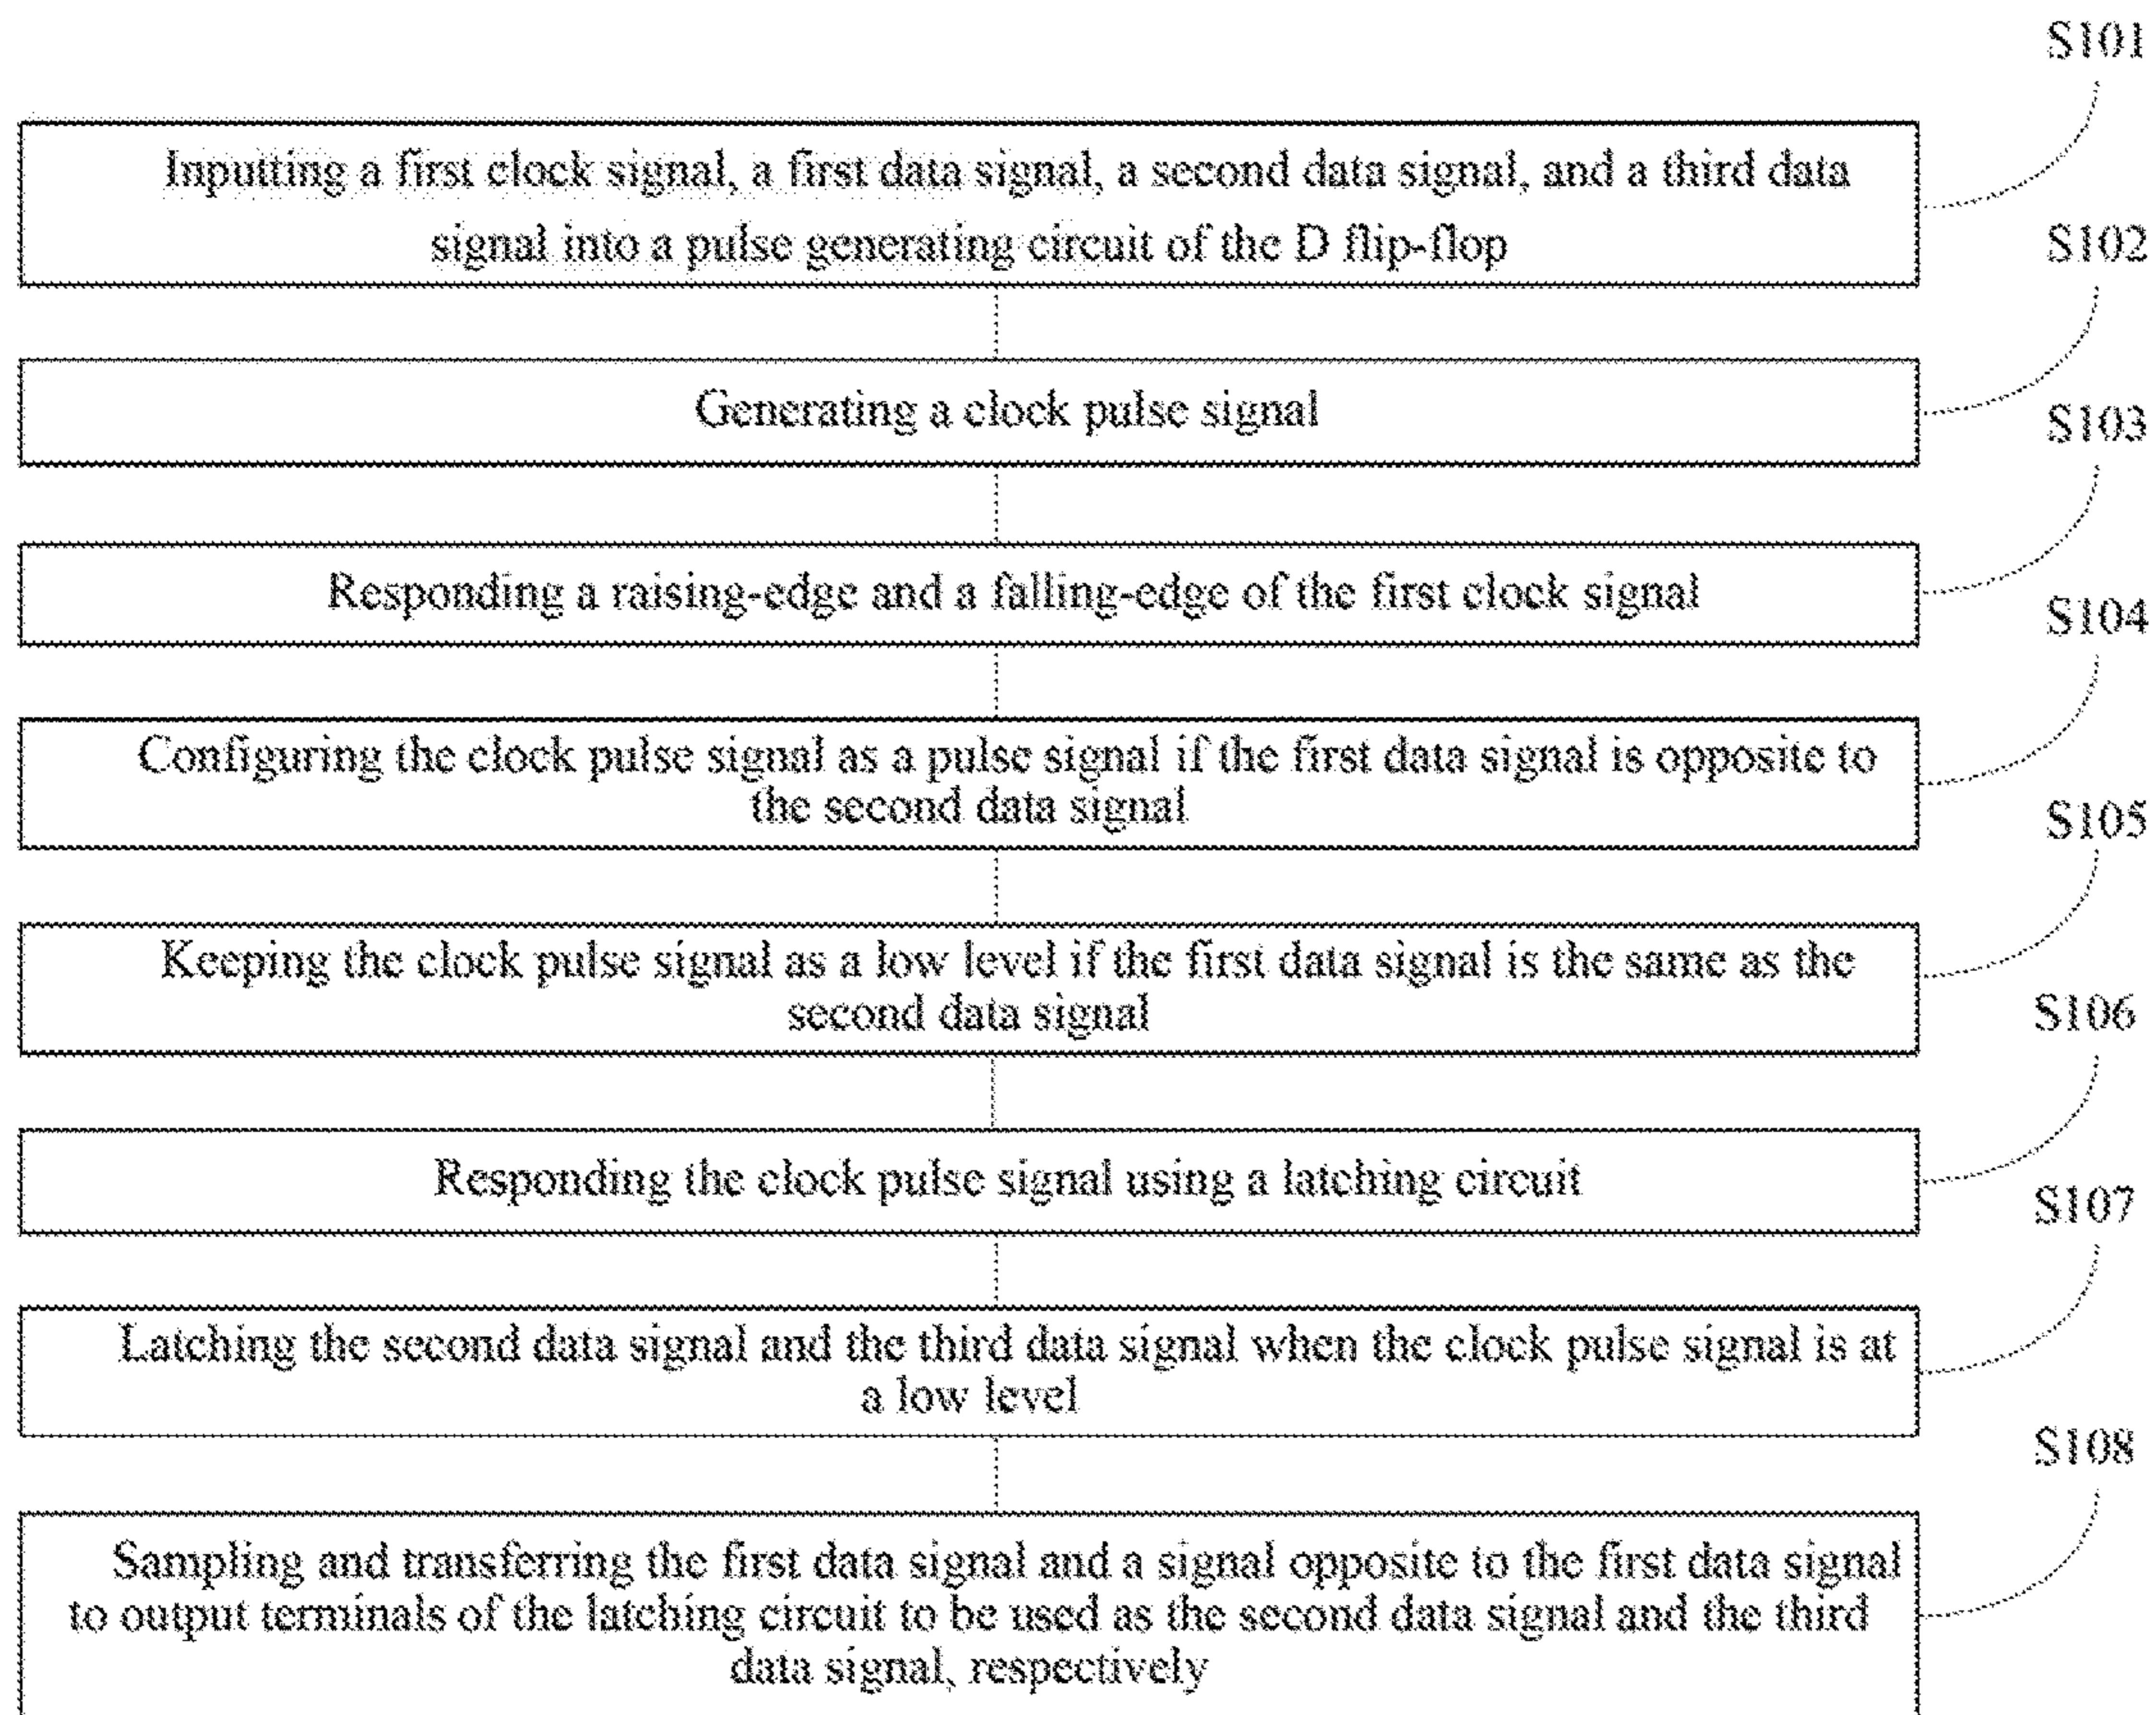 S101
Inputting a first clock signal, a first data signal, a second data signal, and a third data
signal into a pulse generating circuit of the D flip-flop
S102
Generating a clock pulse signal
S103
Responding a raising-edge and a falling-edge of the first clock signal
S104
Configuring the clock pulse signal as a pulse signal if the first data signal is opposite to
the second data signal
S105
Keeping the clock pulse signal as a low level if the first data signal is the same as the
second data signal
S106
Responding the clock pulse signal using a latching circuit
S107
Latching the second data signal and the third data signal when the clock pulse signal is at
a low level
S108
Sampling and transferring the first data signal and a signal opposite to the first data signal
to output terminals of the latching circuit to be used as the second data signal and the third
data signal, respectively